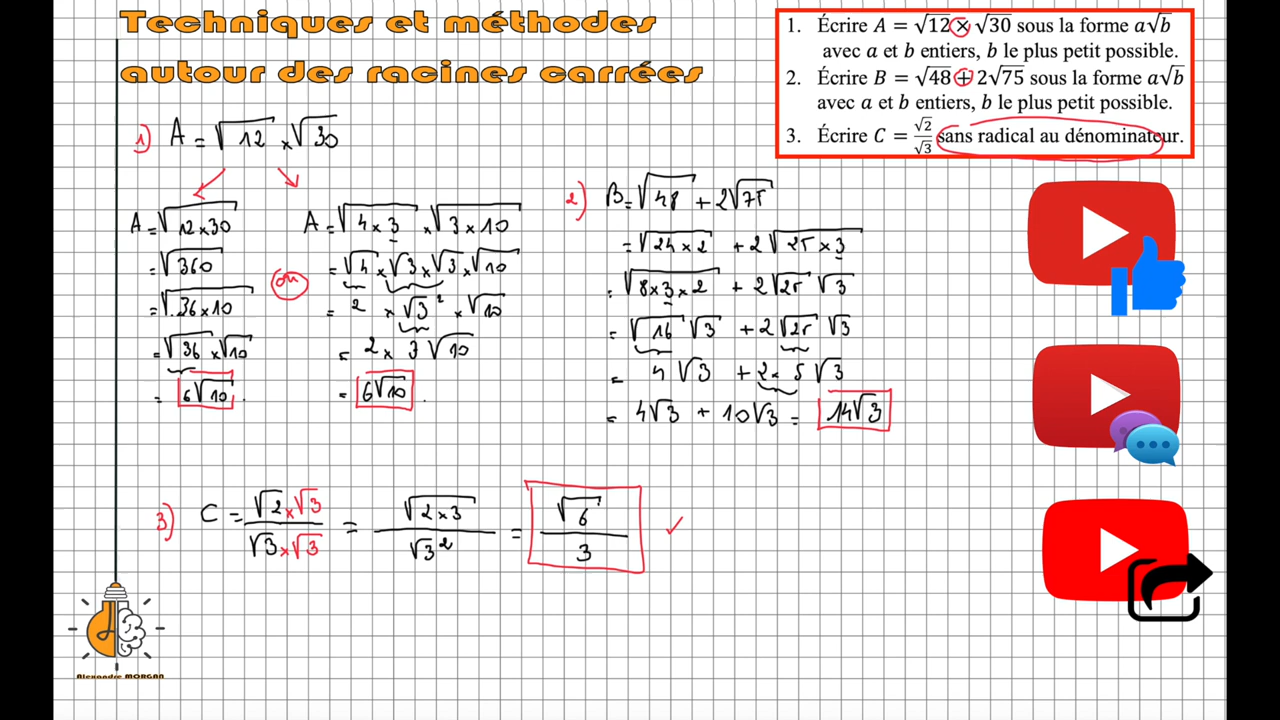 Techniques et méthodes
autour des racines carrées
1. Écrire A = √12 × √30 sous la forme a√b
avec a et b entiers, b le plus petit possible.
2. Écrire B = √48 + 2√75 sous la forme a√b
avec a et b entiers, b le plus petit possible.
3. Écrire C = √2/√3 sans radical au dénominateur.
1) A = √12 × √30
A = √12×30
= √360
= √36×10
= √36 × √10
= 6√10
ou
A = √4×3 × √3×10
= √4 × √3 × √3 × √10
= 2 × √3² × √10
= 2 × 3√10
= 6√10
2) B = √48 + 2√75
= √24×2 + 2√25×3
= √8×3×2 + 2√25 √3
= √16 √3 + 2√25 √3
= 4√3 + 2×5√3
= 4√3 + 10√3 = 14√3
3) C = √2×√3/√3×√3 = √2×3/√3² = √6/3 ✓
Alexandre MORGAN